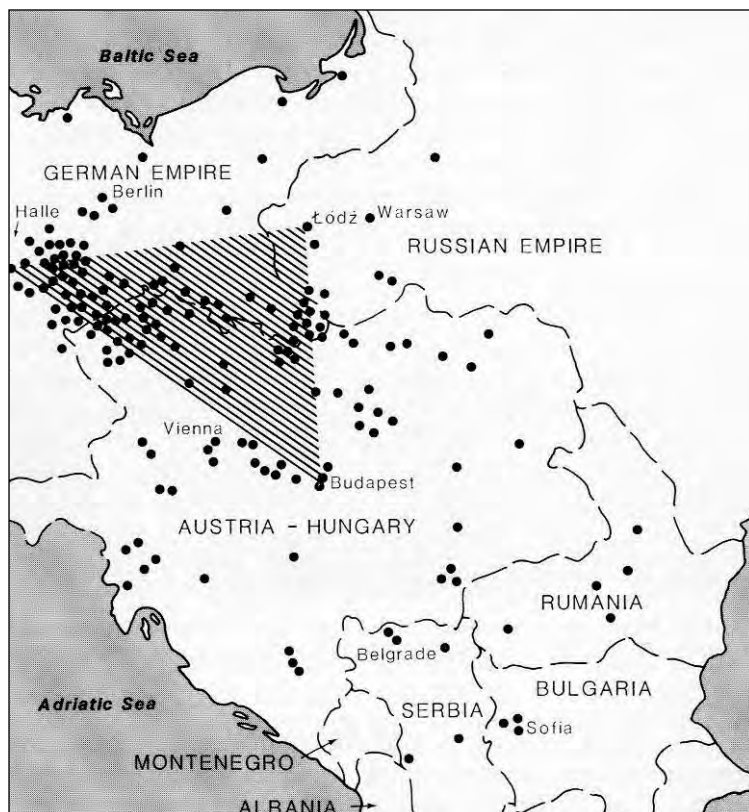 Baltic Sea
GERMAN EMPIRE
Berlin
Halle
Łódź
Warsaw
RUSSIAN EMPIRE
Vienna
Budapest
AUSTRIA - HUNGARY
RUMANIA
Belgrade
BULGARIA
Adriatic Sea
SERBIA
Sofia
MONTENEGRO
ALBANIA